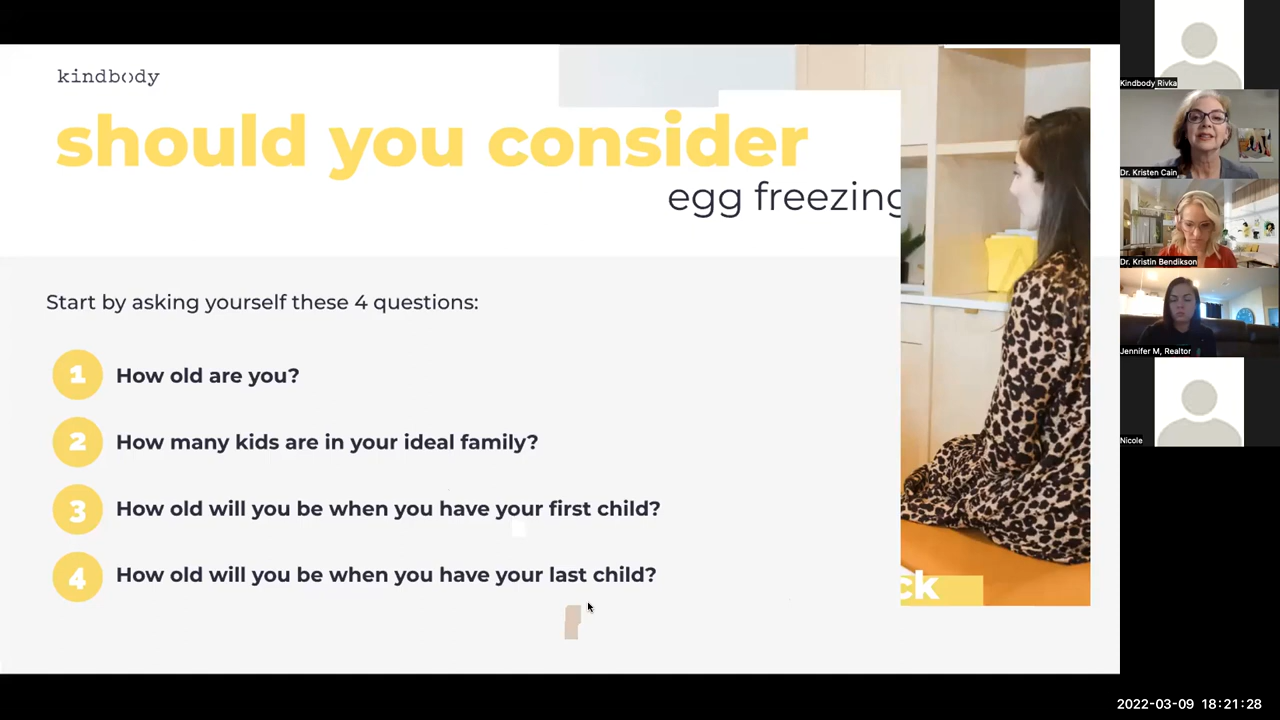 kindbody
should you consider
egg freezing
Start by asking yourself these 4 questions:
1 How old are you?
2 How many kids are in your ideal family?
3 How old will you be when you have your first child?
4 How old will you be when you have your last child?
ck
Kindbody Rivka
Dr. Kristen Cain
Dr. Kristin Bendikson
Jennifer M, Realtor
Nicole
2022-03-09 18:21:28